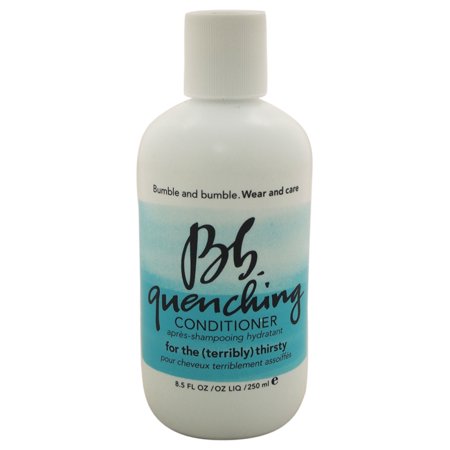 Bumble and bumble. Wear and care
Bb.
quenching
CONDITIONER
après-shampooing hydratant
for the (terribly) thirsty
pour cheveux terriblement assoiffés
8.5 FL OZ/OZ LIQ/250 ml e